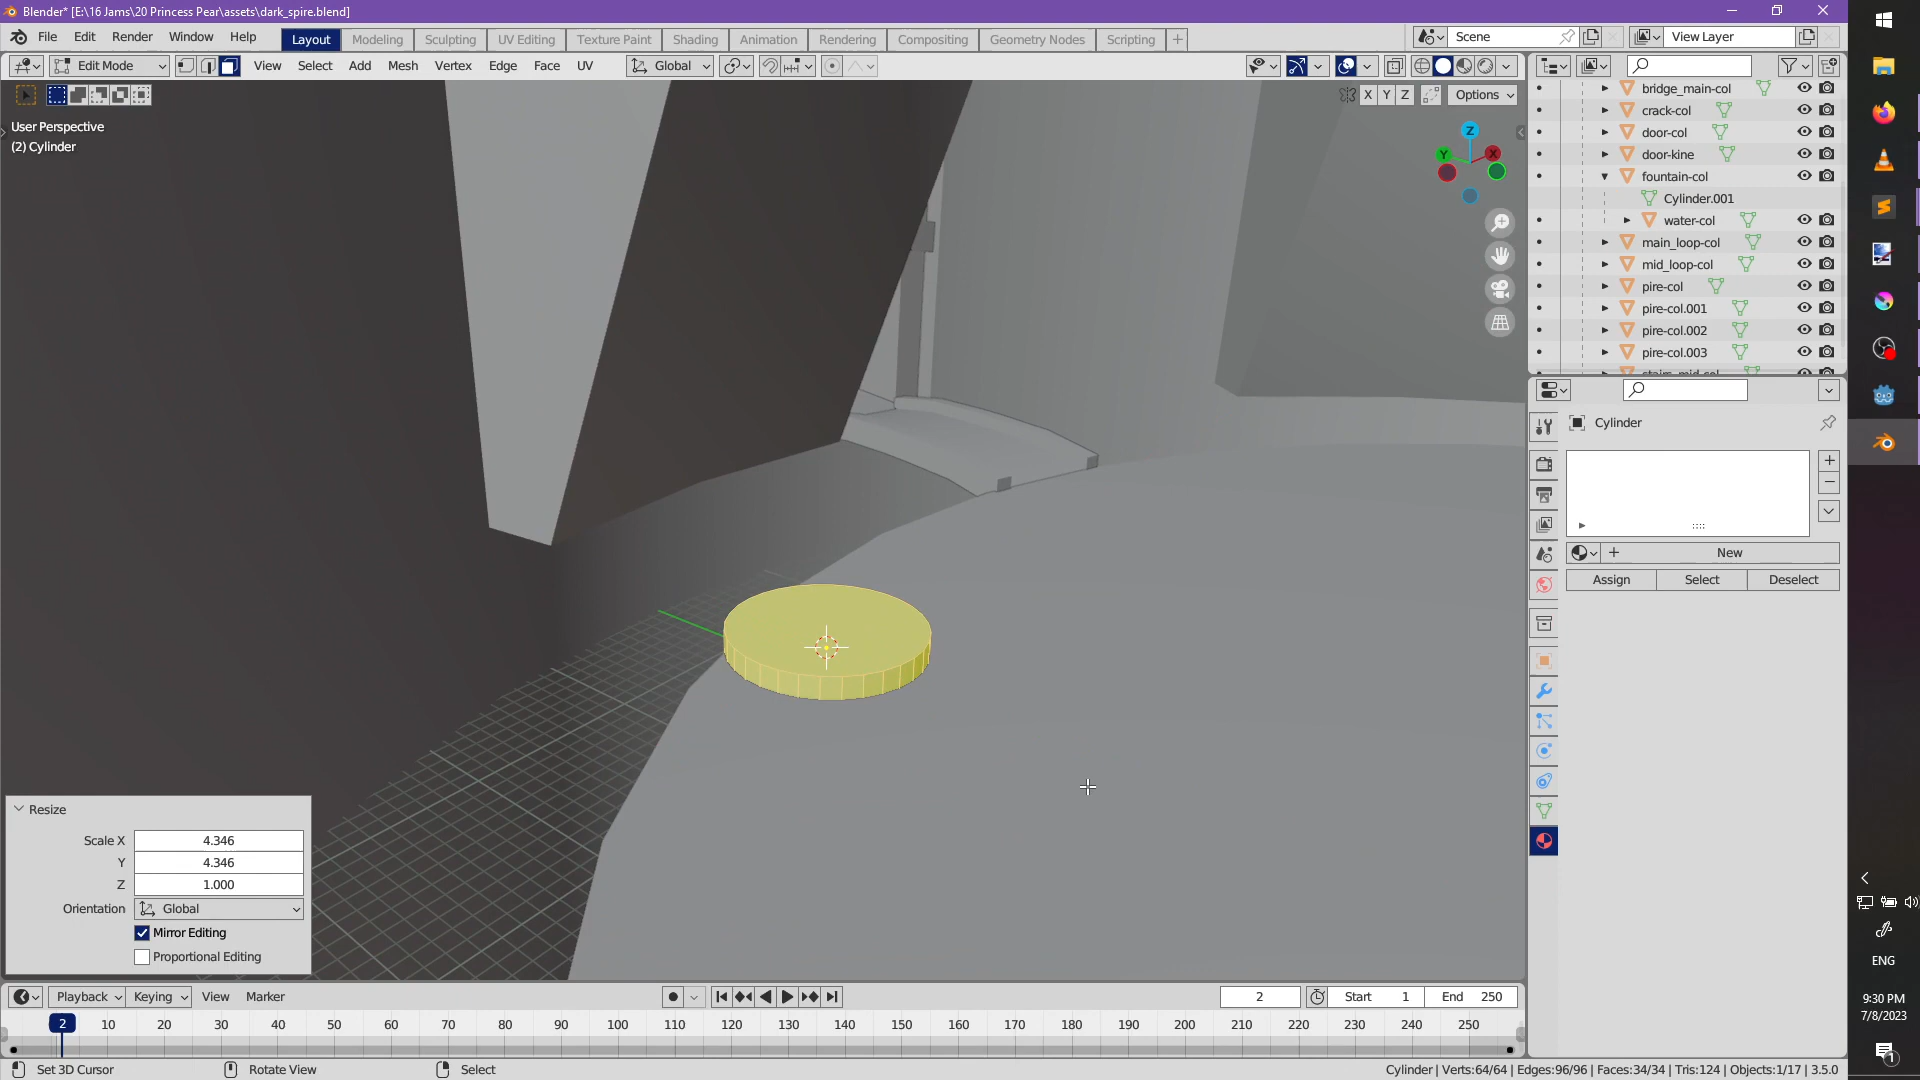 Blender* [E:\16 Jams\20 Princess Pear\assets\dark_spire.blend]
File Edit Render Window Help Layout Modeling Sculpting UV Editing Texture Paint Shading Animation Rendering Compositing Geometry Nodes Scripting + Scene View Layer
Edit Mode View Select Add Mesh Vertex Edge Face UV Global
X Y Z Options
User Perspective
(2) Cylinder
Z
Y X
bridge_main-col
crack-col
door-col
door-kine
fountain-col
Cylinder.001
water-col
main_loop-col
mid_loop-col
pire-col
pire-col.001
pire-col.002
pire-col.003
stairs_mid-col
Cylinder
New
Assign Select Deselect
Resize
Scale X 4.346
Y 4.346
Z 1.000
Orientation Global
Mirror Editing
Proportional Editing
Playback Keying View Marker 2 Start 1 End 250
2 10 20 30 40 50 60 70 80 90 100 110 120 130 140 150 160 170 180 190 200 210 220 230 240 250
Set 3D Cursor Rotate View Select Cylinder | Verts:64/64 | Edges:96/96 | Faces:34/34 | Tris:124 | Objects:1/17 | 3.5.0
ENG
9:30 PM
7/8/2023
1